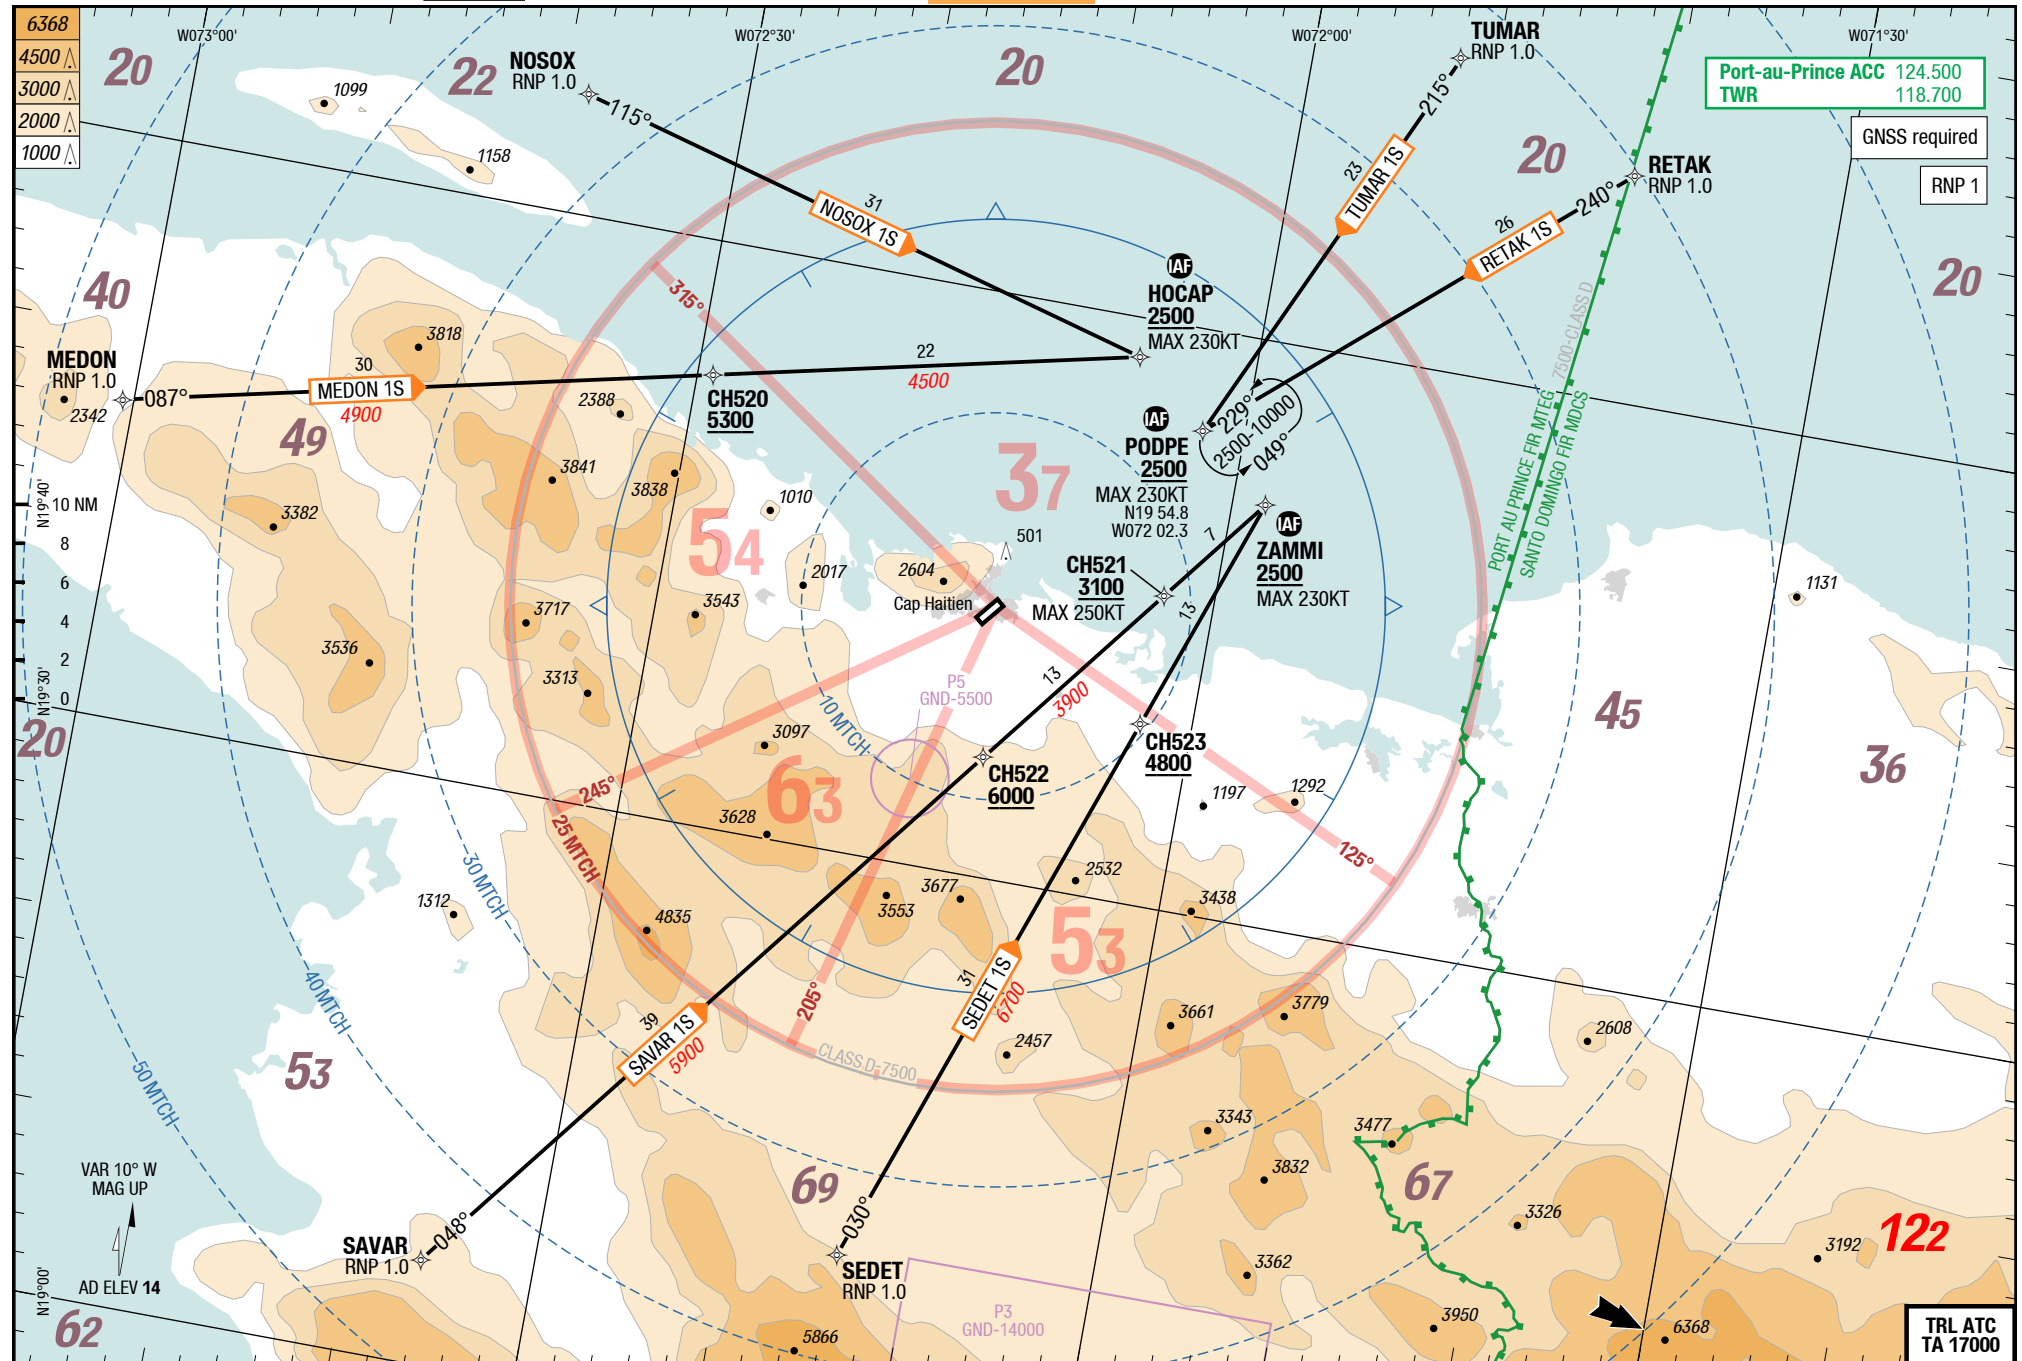 6368
4500
3000
2000
1000
W073°00'
W072°30'
W072°00'
W071°30'
20
22
20
20
20
NOSOX
RNP 1.0
115°
31
NOSOX 1S
TUMAR
RNP 1.0
215°
23
TUMAR 1S
Port-au-Prince ACC 124.500
TWR 118.700
GNSS required
RNP 1
RETAK
RNP 1.0
240°
26
RETAK 1S
1099
1158
40
315°
IAF
HOCAP
2500
MAX 230KT
7500-CLASS D
3818
MEDON
RNP 1.0
087°
30
MEDON 1S
4900
2342
22
4500
CH520
5300
2388
49
IAF
PODPE
2500
MAX 230KT
N19 54.8
W072 02.3
229°
2500-10000
049°
PORT AU PRINCE FIR MTEG
SANTO DOMINGO FIR MDCS
3841
3838
1010
37
54
501
3382
N19°40'
10 NM
8
6
4
2
0
N19°30'
7
IAF
ZAMMI
2500
MAX 230KT
CH521
3100
MAX 250KT
13
2604
Cap Haitien
2017
3543
3717
3536
3313
1131
20
P5
GND-5500
10 MTCH
13
3900
45
36
3097
CH523
4800
CH522
6000
63
245°
25 MTCH
3628
1197
1292
125°
30 MTCH
1312
4835
3553
3677
2532
3438
53
31
SEDET 1S
6700
205°
40 MTCH
39
SAVAR 1S
5900
CLASS D-7500
2457
3661
3779
2608
53
50 MTCH
3343
3477
3832
67
69
VAR 10° W
MAG UP
AD ELEV 14
SAVAR
RNP 1.0
048°
030°
SEDET
RNP 1.0
3326
3192
122
3362
N19°00'
62
P3
GND-14000
5866
3950
6368
TRL ATC
TA 17000